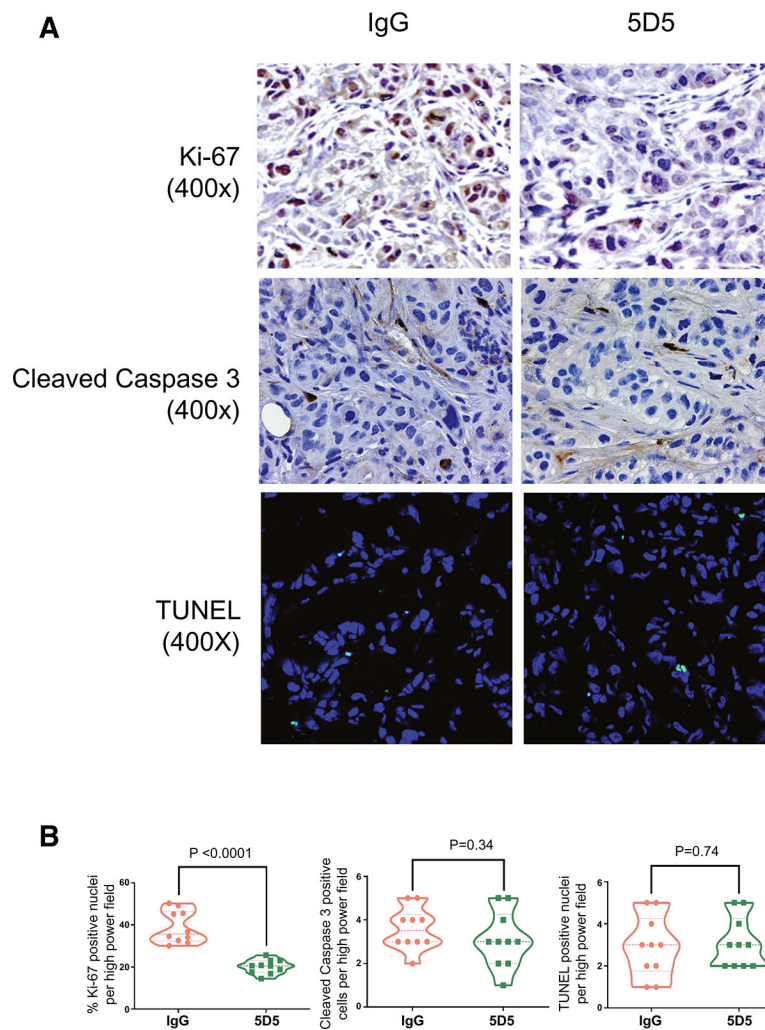 A
IgG
5D5
Ki-67
(400x)
Cleaved Caspase 3
(400x)
TUNEL
(400X)
B
P <0.0001
% Ki-67 positive nuclei
per high power field
60
40
20
0
IgG
5D5
P=0.34
Cleaved Caspase 3 positive
cells per high power field
6
4
2
0
IgG
5D5
P=0.74
TUNEL positive nuclei
per high power field
6
4
2
0
IgG
5D5